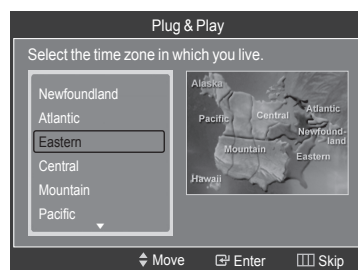 Plug & Play
Select the time zone in which you live.
Newfoundland
Atlantic
Eastern
Central
Mountain
Pacific
Alaska
Pacific
Central
Atlantic
Newfound-
land
Mountain
Eastern
Hawaii
Move Enter Skip